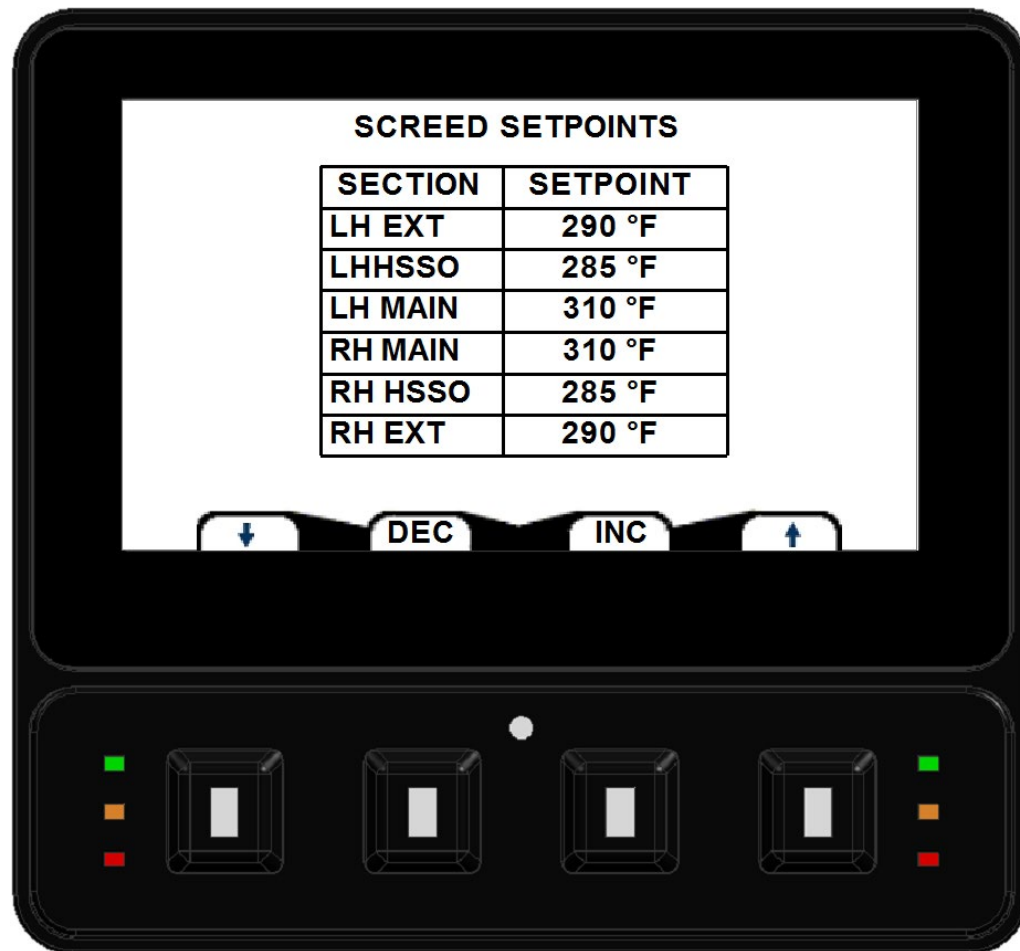 SCREED SETPOINTS
SECTION SETPOINT
LH EXT 290 °F
LHHSSO 285 °F
LH MAIN 310 °F
RH MAIN 310 °F
RH HSSO 285 °F
RH EXT 290 °F
DEC INC